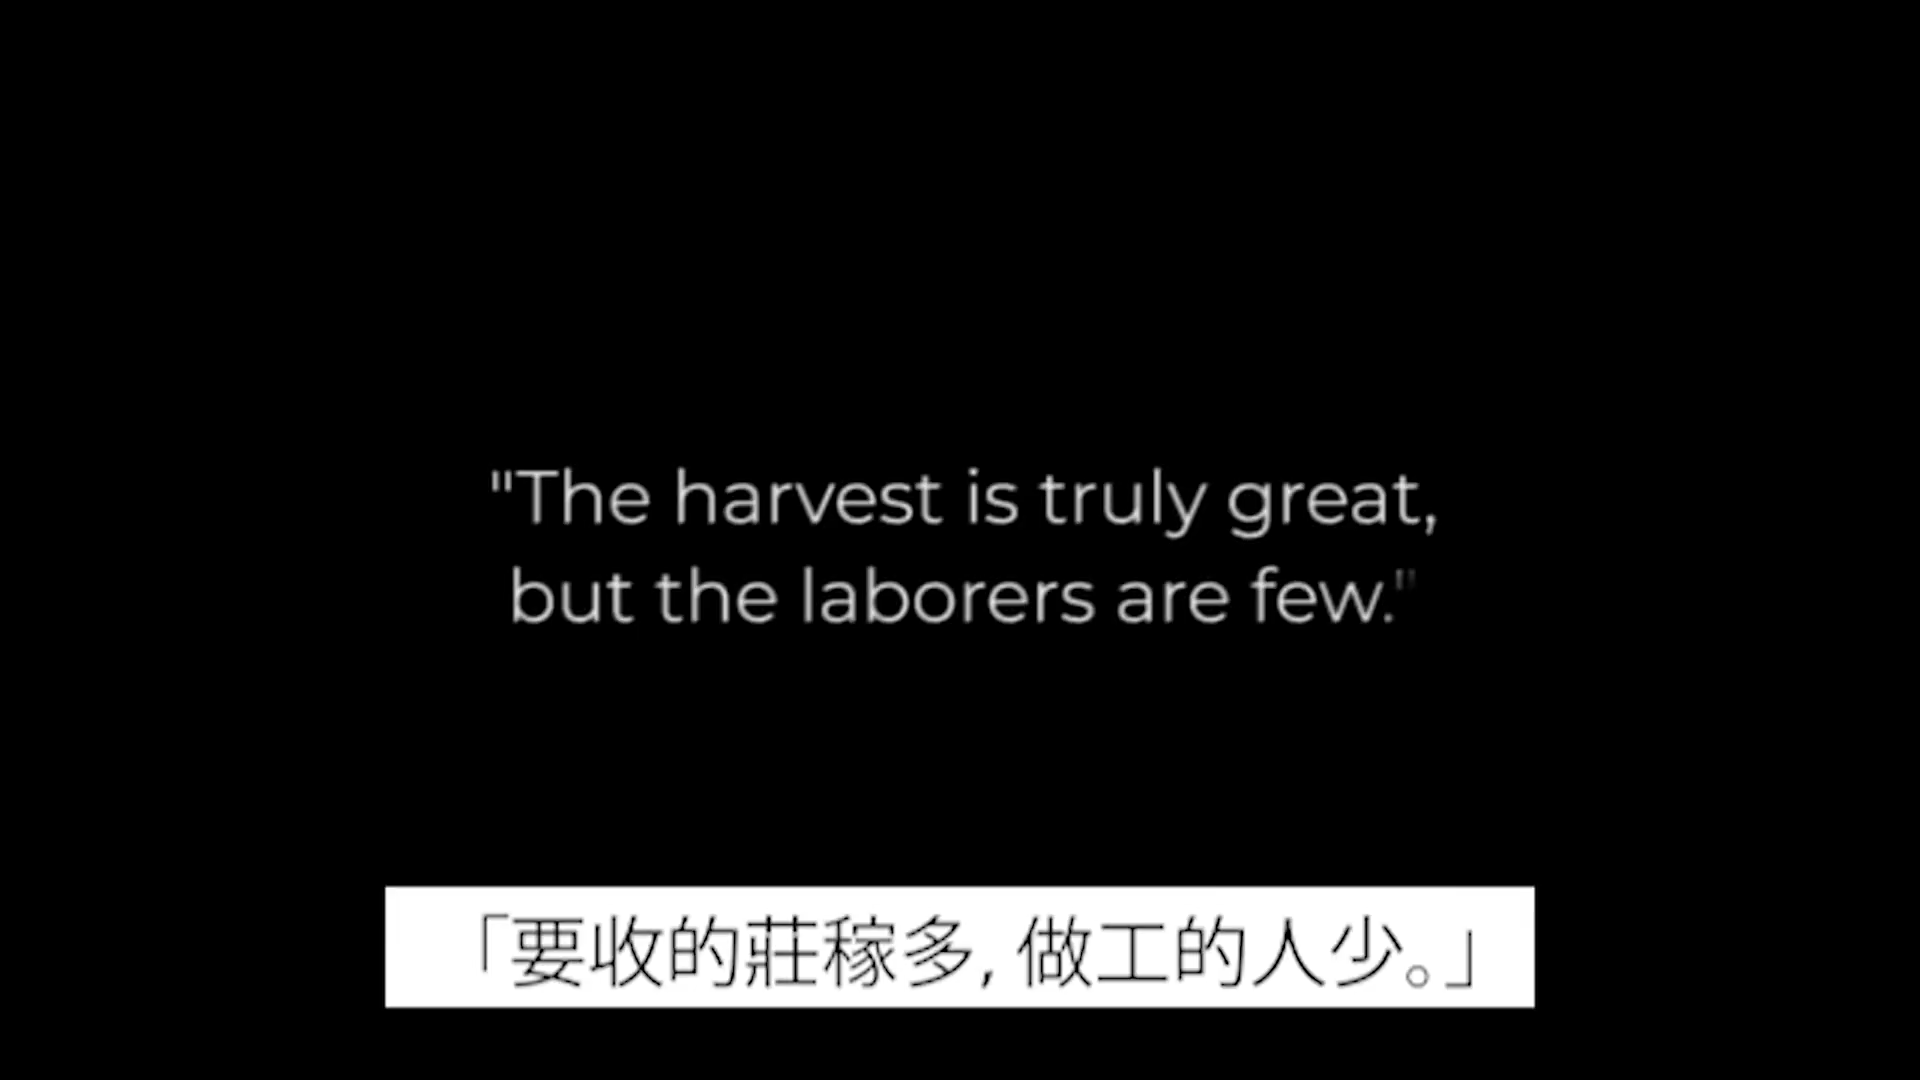 "The harvest is truly great,
but the laborers are few."
「要收的莊稼多, 做工的人少。」